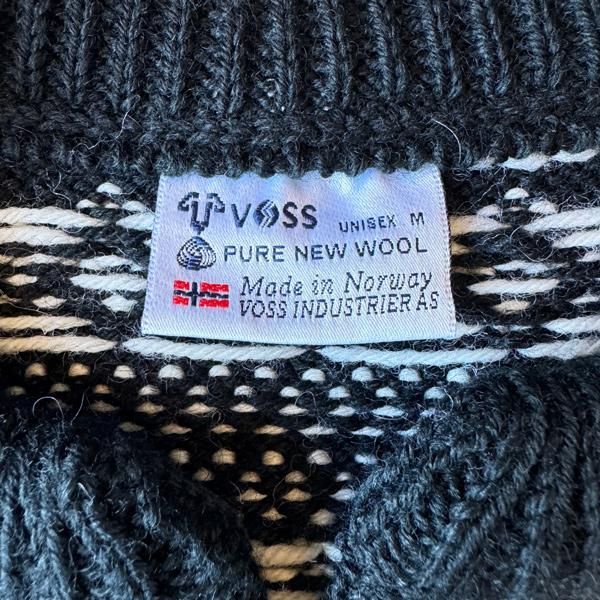 VOSS UNISEX M
PURE NEW WOOL
Made in Norway
VOSS INDUSTRIER AS